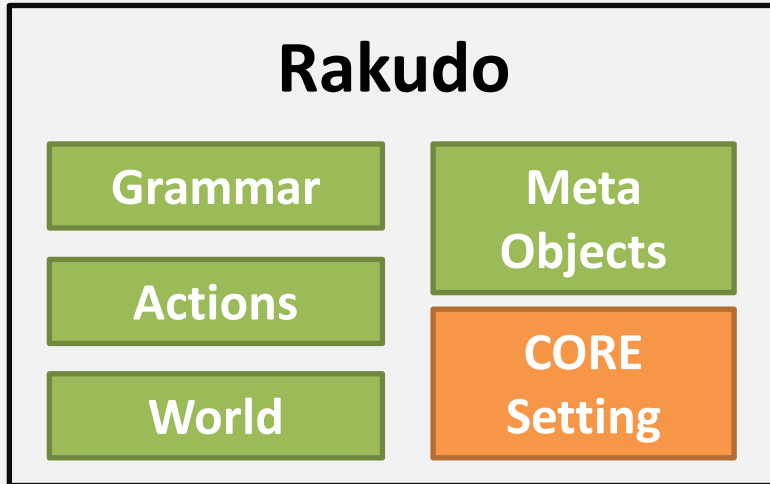 Rakudo
Grammar
Actions
World
Meta
Objects
CORE
Setting